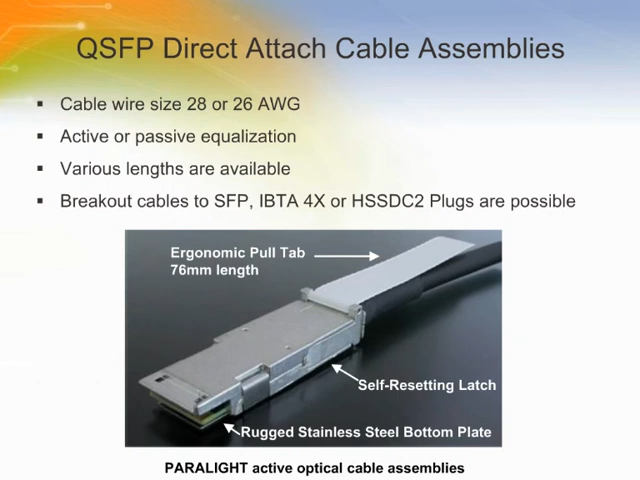 QSFP Direct Attach Cable Assemblies
▪ Cable wire size 28 or 26 AWG
▪ Active or passive equalization
▪ Various lengths are available
▪ Breakout cables to SFP, IBTA 4X or HSSDC2 Plugs are possible
Ergonomic Pull Tab
76mm length
Self-Resetting Latch
Rugged Stainless Steel Bottom Plate
PARALIGHT active optical cable assemblies